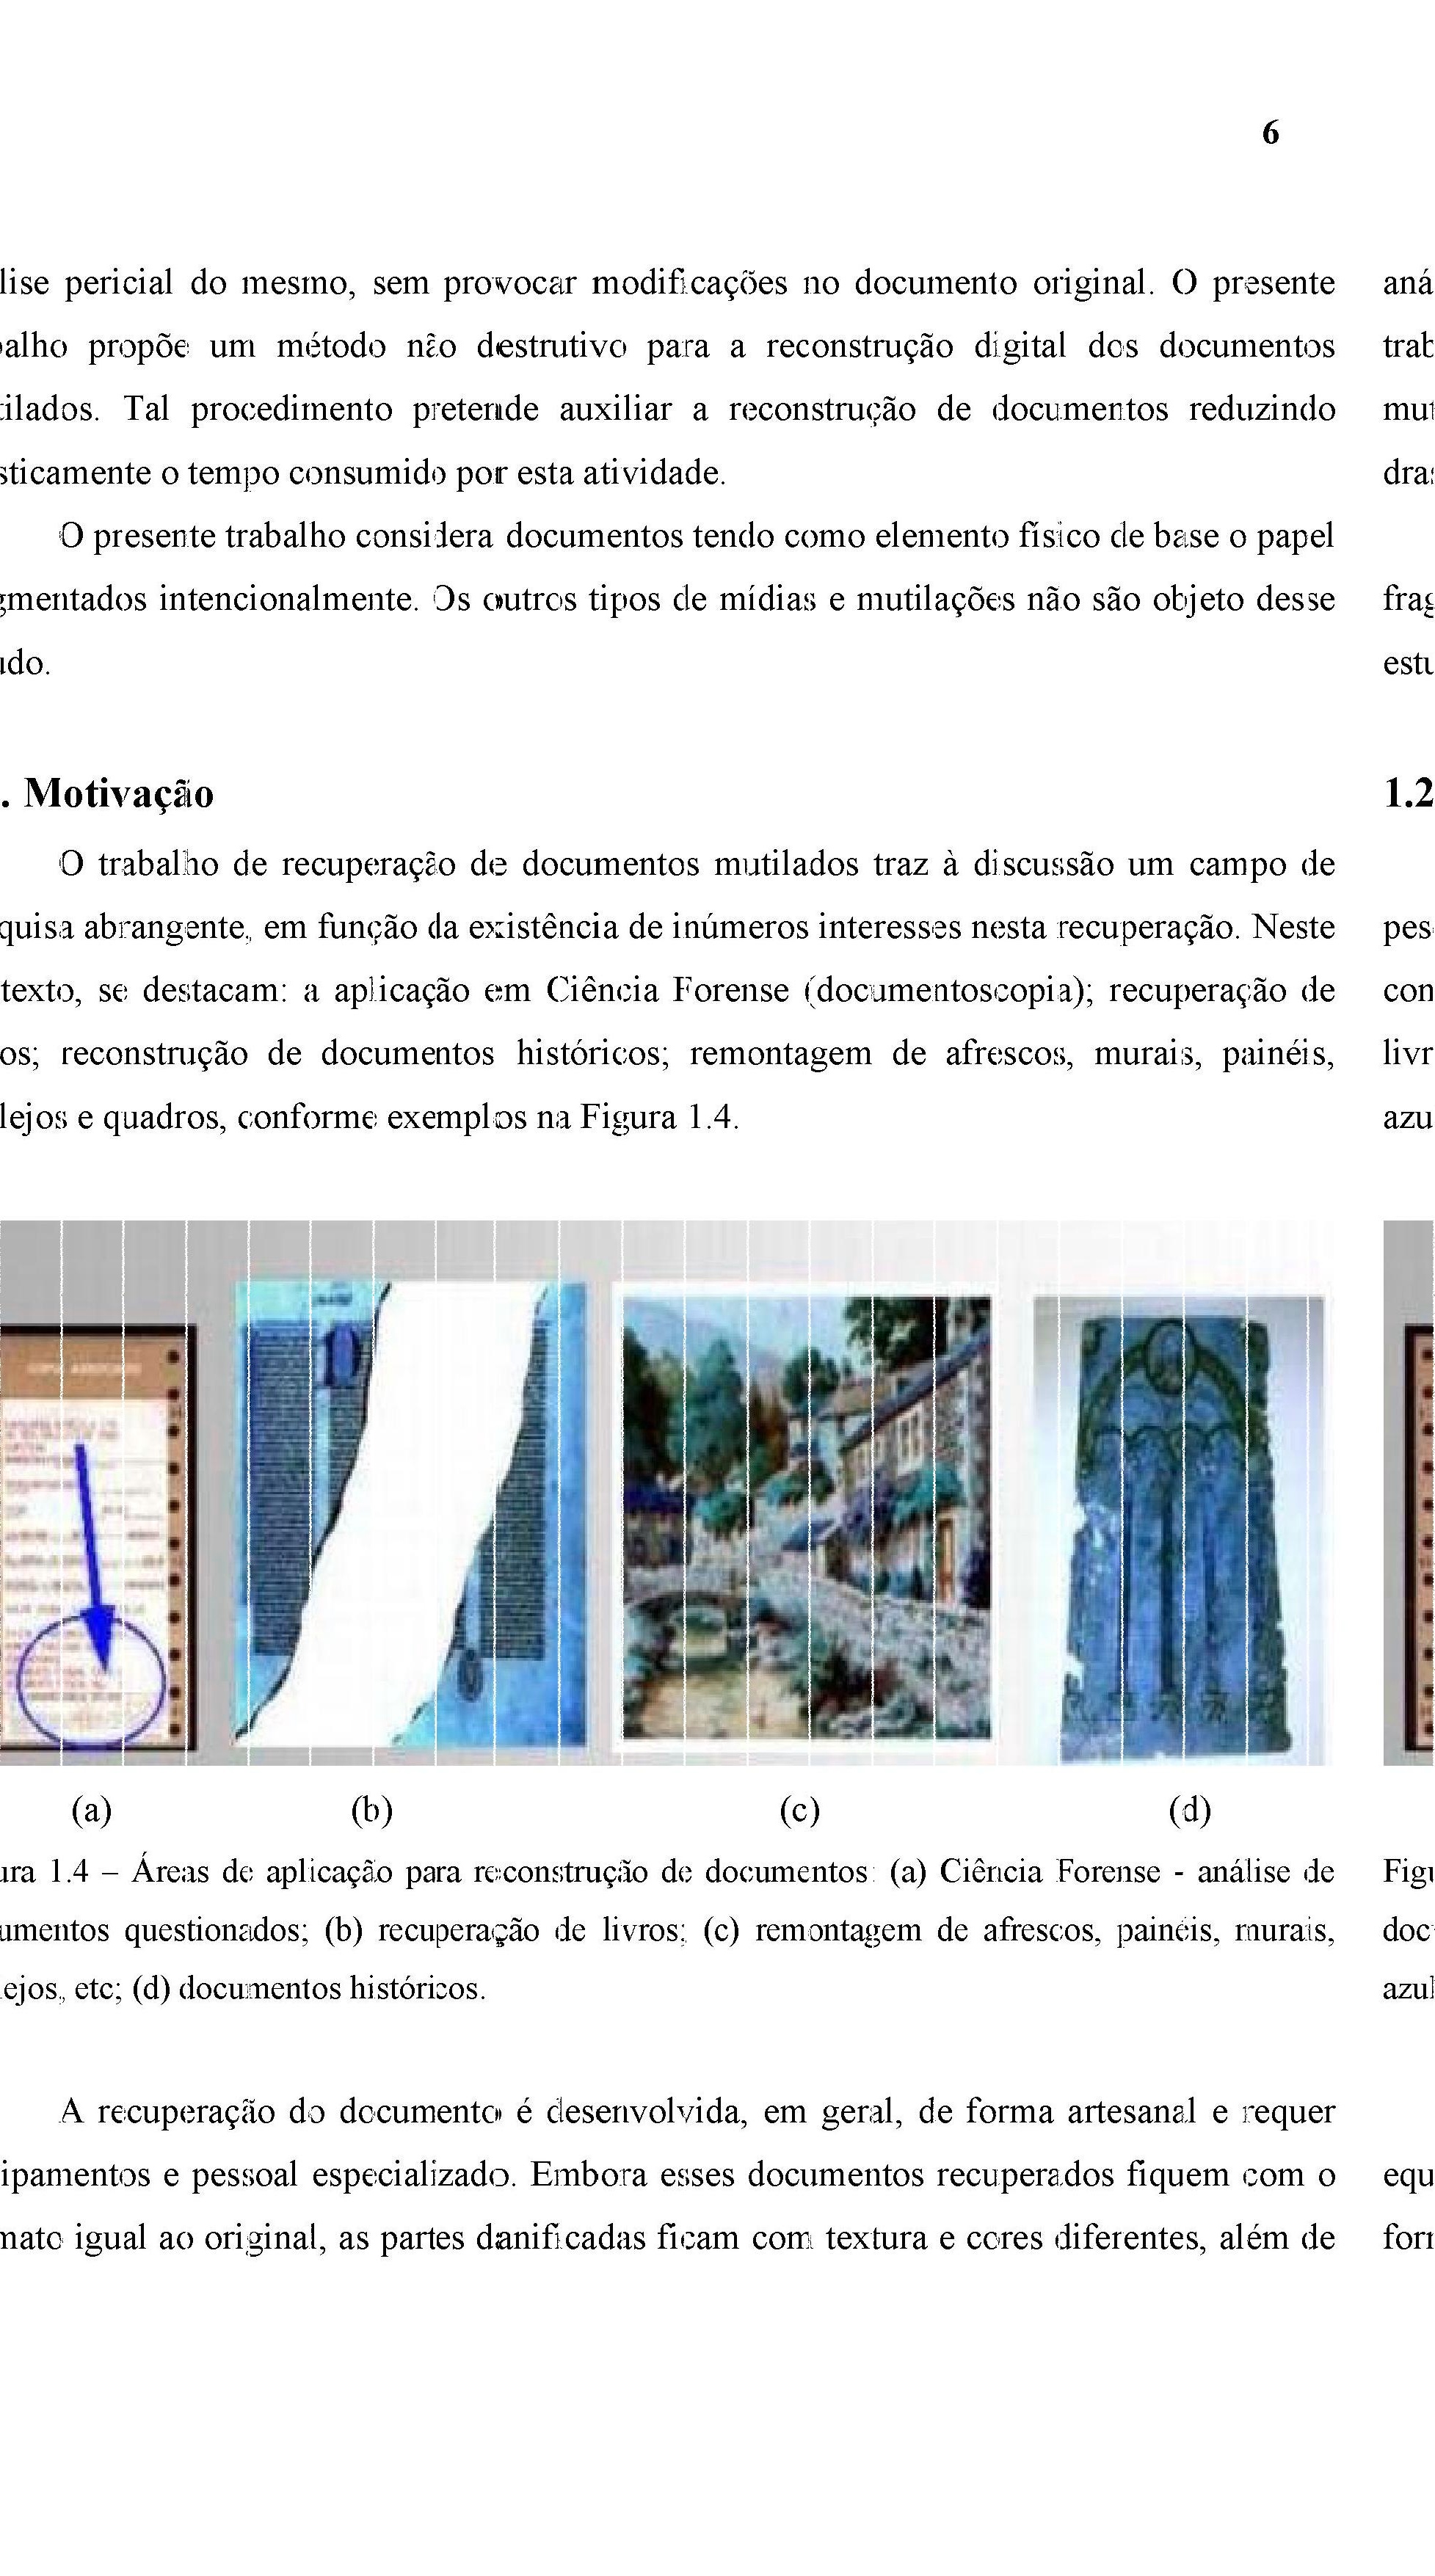 6
lise pericial do mesmo, sem provocar modificações no documento original. O presente aná
alho propõe um método não destrutivo para a reconstrução digital dos documentos trab
tilados. Tal procedimento pretende auxiliar a reconstrução de documentos reduzindo mut
sticamente o tempo consumido por esta atividade. dras
O presente trabalho considera documentos tendo como elemento físico de base o papel
gmentados intencionalmente. Os outros tipos de mídias e mutilações não são objeto desse frag
udo. estu
. Motivação 1.2
O trabalho de recuperação de documentos mutilados traz à discussão um campo de
quisa abrangente, em função da existência de inúmeros interesses nesta recuperação. Neste pes
texto, se destacam: a aplicação em Ciência Forense (documentoscopia); recuperação de con
os; reconstrução de documentos históricos; remontagem de afrescos, murais, painéis, livr
lejos e quadros, conforme exemplos na Figura 1.4. azu
(a) (b) (c) (d)
ura 1.4 – Áreas de aplicação para reconstrução de documentos: (a) Ciência Forense - análise de Figu
umentos questionados; (b) recuperação de livros; (c) remontagem de afrescos, painéis, murais, doc
ejos, etc; (d) documentos históricos. azul
A recuperação do documento é desenvolvida, em geral, de forma artesanal e requer
ipamentos e pessoal especializado. Embora esses documentos recuperados fiquem com o equ
mato igual ao original, as partes danificadas ficam com textura e cores diferentes, além de for